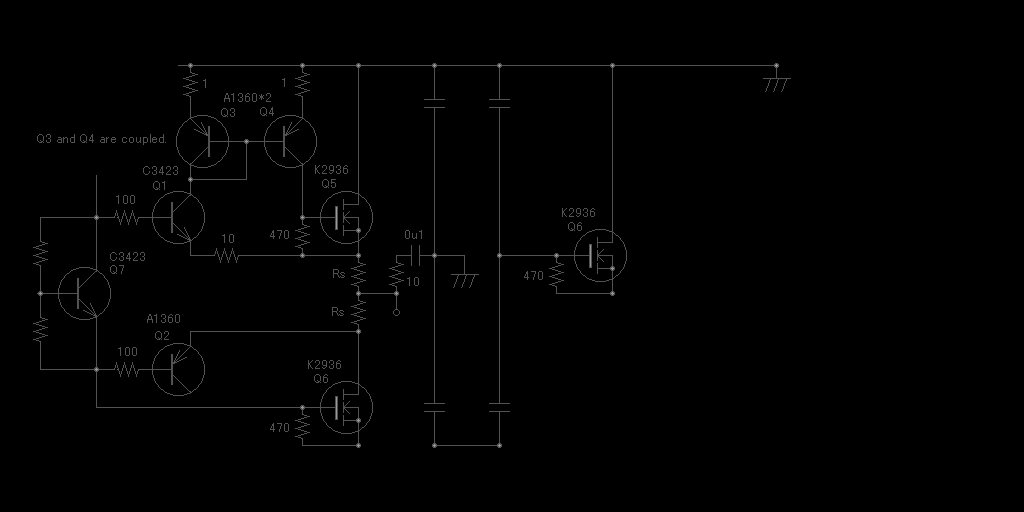 1
1
A1360*2
Q3
Q4
Q3 and Q4 are coupled.
C3423
Q1
K2936
Q5
100
K2936
Q6
10
470
0u1
C3423
Q7
Rs
10
470
Rs
A1360
Q2
100
K2936
Q6
470